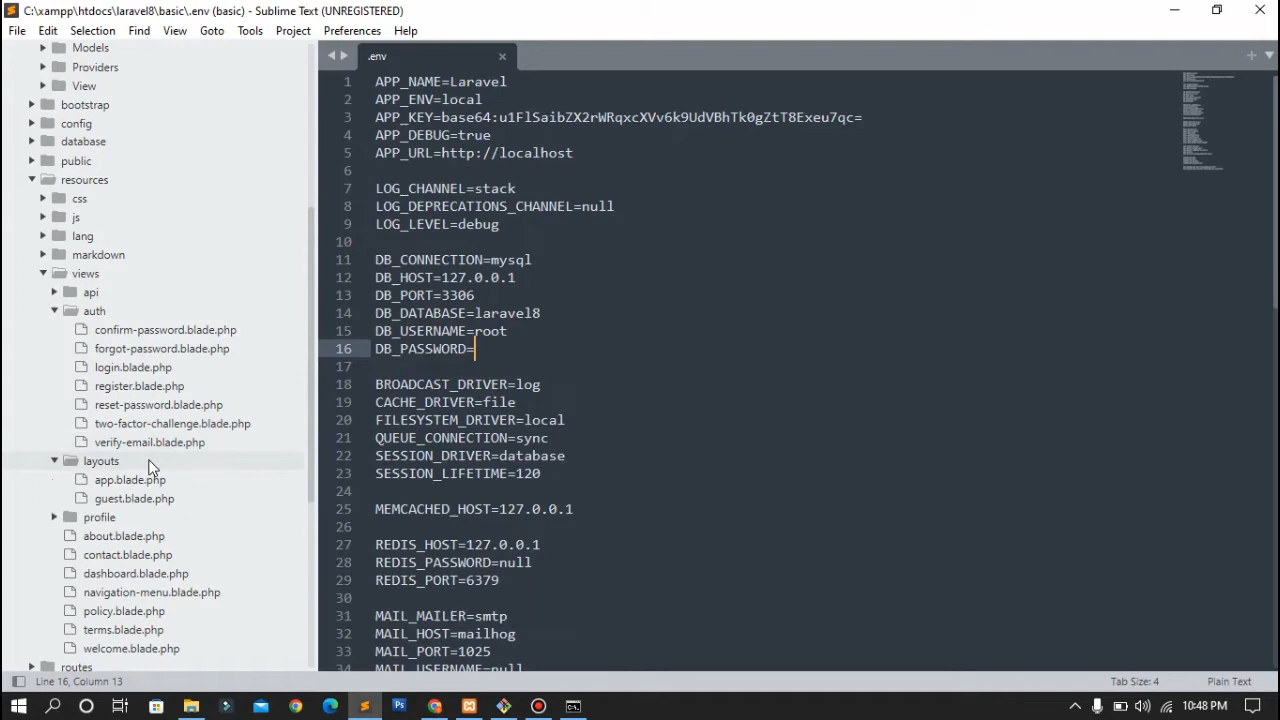 C:\xampp\htdocs\laravel8\basic\.env (basic) - Sublime Text (UNREGISTERED)
File Edit Selection Find View Goto Tools Project Preferences Help
Models
Providers
View
bootstrap
config
database
public
resources
css
js
lang
markdown
views
api
auth
confirm-password.blade.php
forgot-password.blade.php
login.blade.php
register.blade.php
reset-password.blade.php
two-factor-challenge.blade.php
verify-email.blade.php
layouts
app.blade.php
guest.blade.php
profile
about.blade.php
contact.blade.php
dashboard.blade.php
navigation-menu.blade.php
policy.blade.php
terms.blade.php
welcome.blade.php
routes
.env
1 APP_NAME=Laravel
2 APP_ENV=local
3 APP_KEY=base64:u1FlSaibZX2rWRqxcXVv6k9UdVBhTk0gZtT8Exeu7qc=
4 APP_DEBUG=true
5 APP_URL=http://localhost
6
7 LOG_CHANNEL=stack
8 LOG_DEPRECATIONS_CHANNEL=null
9 LOG_LEVEL=debug
10
11 DB_CONNECTION=mysql
12 DB_HOST=127.0.0.1
13 DB_PORT=3306
14 DB_DATABASE=laravel8
15 DB_USERNAME=root
16 DB_PASSWORD=
17
18 BROADCAST_DRIVER=log
19 CACHE_DRIVER=file
20 FILESYSTEM_DRIVER=local
21 QUEUE_CONNECTION=sync
22 SESSION_DRIVER=database
23 SESSION_LIFETIME=120
24
25 MEMCACHED_HOST=127.0.0.1
26
27 REDIS_HOST=127.0.0.1
28 REDIS_PASSWORD=null
29 REDIS_PORT=6379
30
31 MAIL_MAILER=smtp
32 MAIL_HOST=mailhog
33 MAIL_PORT=1025
34 MAIL_USERNAME=null
Line 16, Column 13
Tab Size: 4 Plain Text
10:48 PM